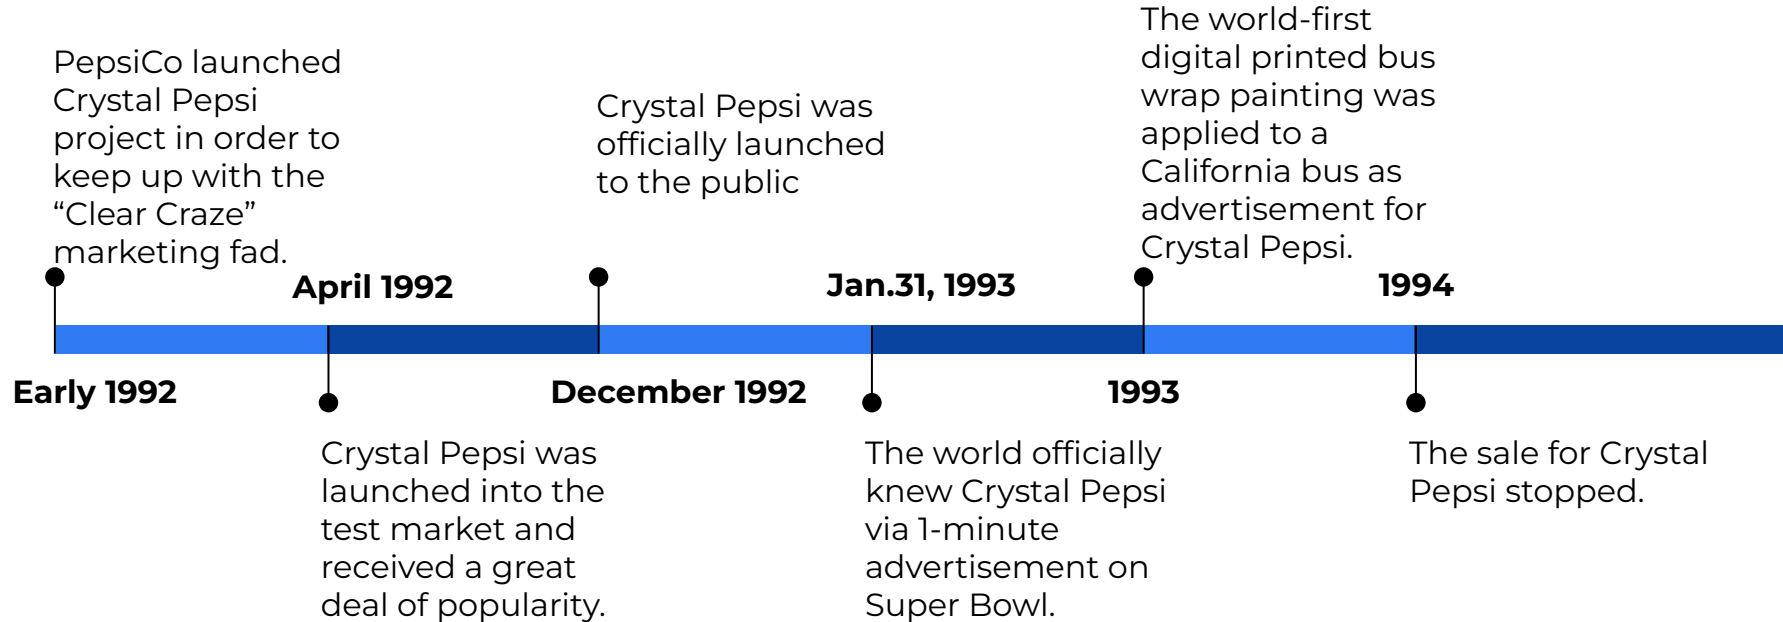 PepsiCo launched
Crystal Pepsi
project in order to
keep up with the
“Clear Craze”
marketing fad.
Early 1992
April 1992
Crystal Pepsi was
launched into the
test market and
received a great
deal of popularity.
Crystal Pepsi was
officially launched
to the public
December 1992
Jan.31, 1993
The world officially
knew Crystal Pepsi
via 1-minute
advertisement on
Super Bowl.
The world-first
digital printed bus
wrap painting was
applied to a
California bus as
advertisement for
Crystal Pepsi.
1993
1994
The sale for Crystal
Pepsi stopped.